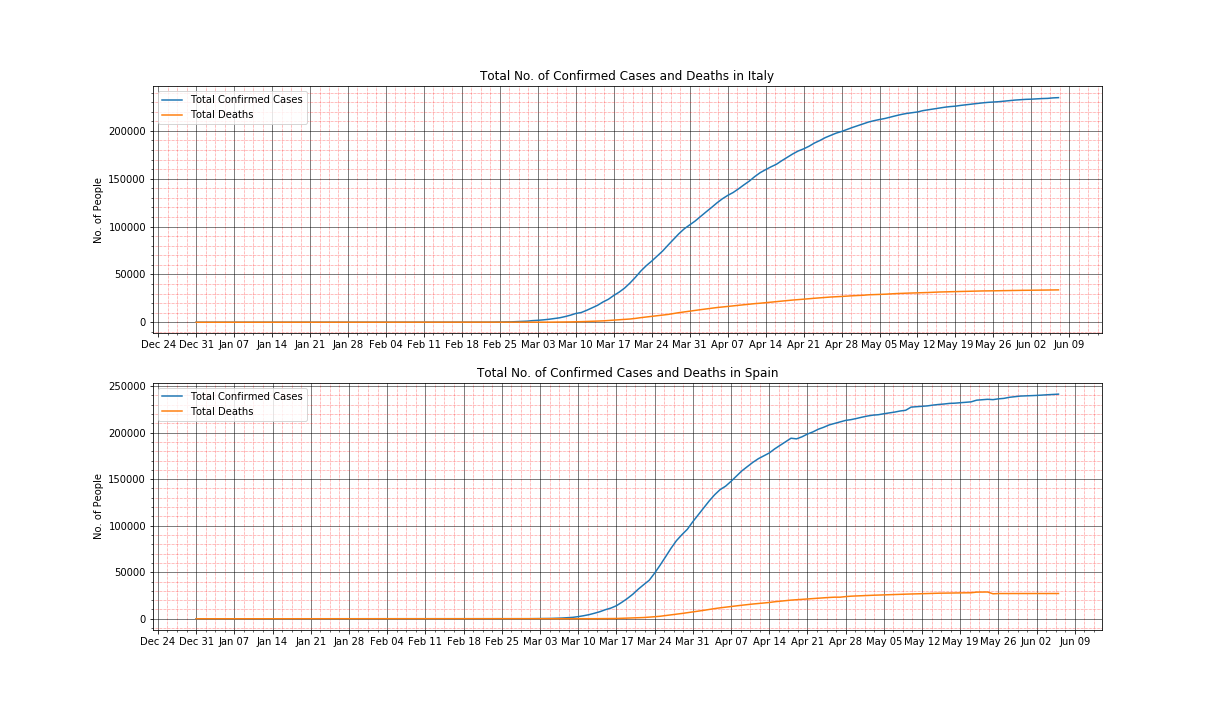 Total No. of Confirmed Cases and Deaths in Italy
Total Confirmed Cases
Total Deaths
No. of People
200000
150000
100000
50000
0
Dec 24 Dec 31 Jan 07 Jan 14 Jan 21 Jan 28 Feb 04 Feb 11 Feb 18 Feb 25 Mar 03 Mar 10 Mar 17 Mar 24 Mar 31 Apr 07 Apr 14 Apr 21 Apr 28 May 05 May 12 May 19 May 26 Jun 02 Jun 09
Total No. of Confirmed Cases and Deaths in Spain
Total Confirmed Cases
Total Deaths
No. of People
250000
200000
150000
100000
50000
0
Dec 24 Dec 31 Jan 07 Jan 14 Jan 21 Jan 28 Feb 04 Feb 11 Feb 18 Feb 25 Mar 03 Mar 10 Mar 17 Mar 24 Mar 31 Apr 07 Apr 14 Apr 21 Apr 28 May 05 May 12 May 19 May 26 Jun 02 Jun 09